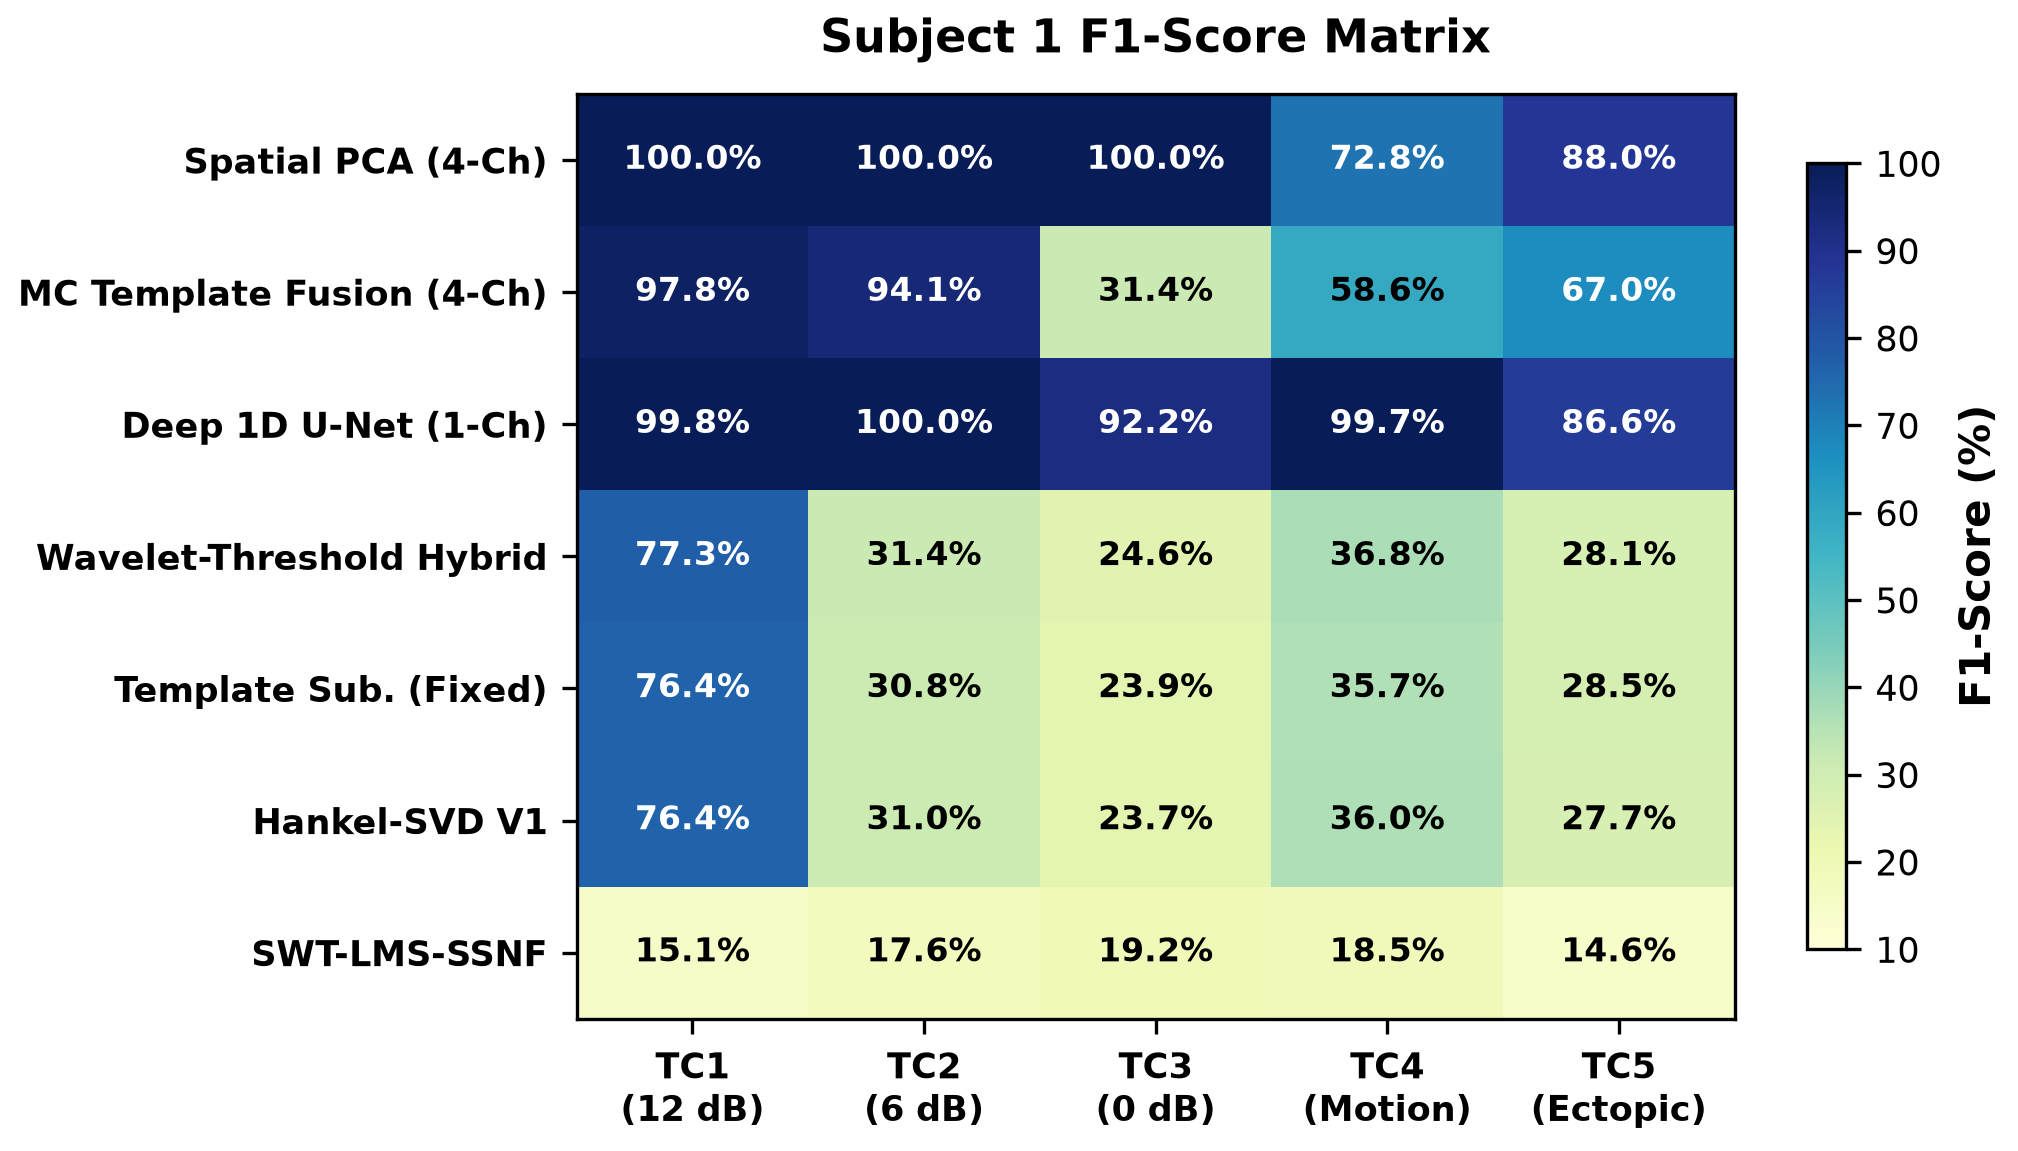 Subject 1 F1-Score Matrix
Spatial PCA (4-Ch) 100.0% 100.0% 100.0% 72.8% 88.0%
MC Template Fusion (4-Ch) 97.8% 94.1% 31.4% 58.6% 67.0%
Deep 1D U-Net (1-Ch) 99.8% 100.0% 92.2% 99.7% 86.6%
Wavelet-Threshold Hybrid 77.3% 31.4% 24.6% 36.8% 28.1%
Template Sub. (Fixed) 76.4% 30.8% 23.9% 35.7% 28.5%
Hankel-SVD V1 76.4% 31.0% 23.7% 36.0% 27.7%
SWT-LMS-SSNF 15.1% 17.6% 19.2% 18.5% 14.6%
TC1 TC2 TC3 TC4 TC5
(12 dB) (6 dB) (0 dB) (Motion) (Ectopic)
100
90
80
70
60
50
40
30
20
10
F1-Score (%)